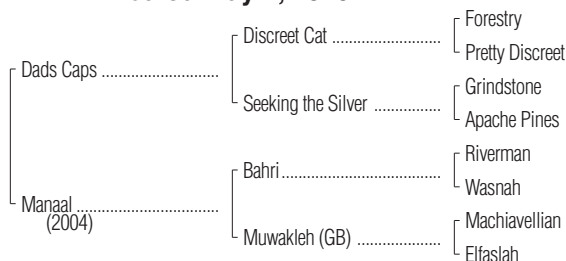 Forestry
Discreet Cat
Pretty Discreet
Dads Caps
Grindstone
Seeking the Silver
Apache Pines
Riverman
Bahri
Wasnah
Manaal
(2004)
Machiavellian
Muwakleh (GB)
Elfaslah